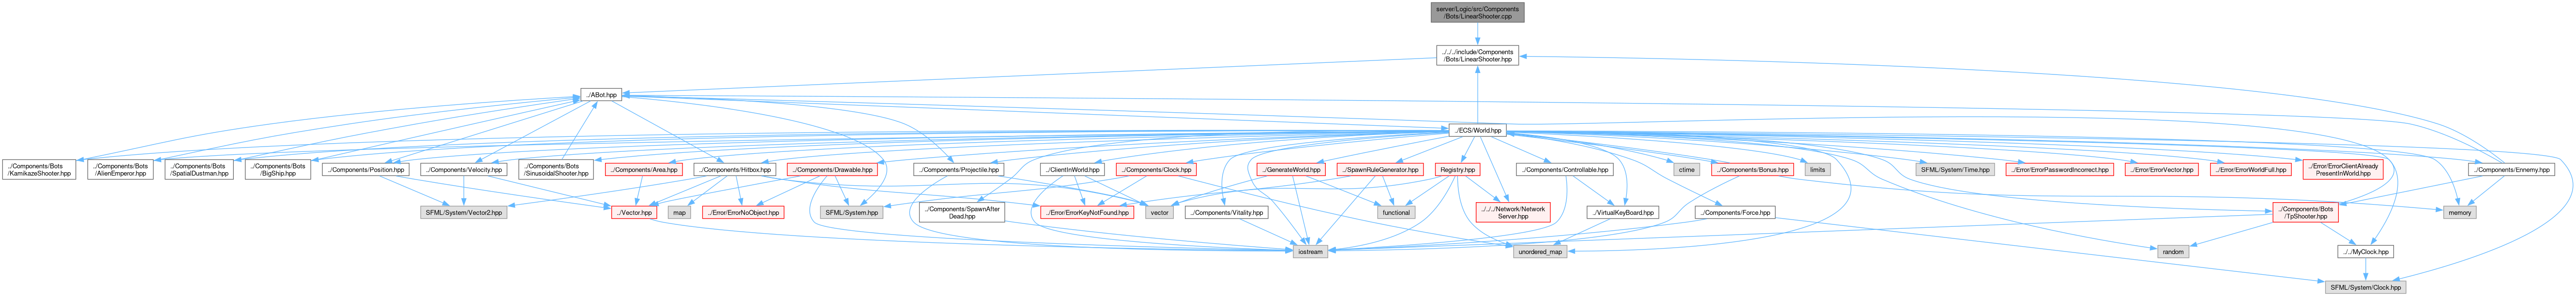 server/Logic/src/Components
/Bots/LinearShooter.cpp
../../../include/Components
/Bots/LinearShooter.hpp
../ABot.hpp
../ECS/World.hpp
../Components/Bots
/KamikazeShooter.hpp
../Components/Bots
/AlienEmperor.hpp
../Components/Bots
/SpatialDustman.hpp
../Components/Bots
/BigShip.hpp
../Components/Position.hpp
../Components/Velocity.hpp
../Components/Bots
/SinusoidalShooter.hpp
../Components/Area.hpp
../Components/Hitbox.hpp
../Components/Drawable.hpp
../Components/Projectile.hpp
../ClientInWorld.hpp
../Components/Clock.hpp
../GenerateWorld.hpp
../SpawnRuleGenerator.hpp
Registry.hpp
../Components/Controllable.hpp
ctime
../Components/Bonus.hpp
limits
SFML/System/Time.hpp
../Error/ErrorPasswordIncorrect.hpp
../Error/ErrorVector.hpp
../Error/ErrorWorldFull.hpp
../Error/ErrorClientAlready
PresentInWorld.hpp
../Components/Ennemy.hpp
SFML/System/Vector2.hpp
../Vector.hpp
map
../Error/ErrorNoObject.hpp
SFML/System.hpp
../Components/SpawnAfter
Dead.hpp
../Error/ErrorKeyNotFound.hpp
vector
../Components/Vitality.hpp
functional
../../../Network/Network
Server.hpp
../VirtualKeyBoard.hpp
../Components/Force.hpp
../Components/Bots
/TpShooter.hpp
memory
iostream
unordered_map
random
../../MyClock.hpp
SFML/System/Clock.hpp